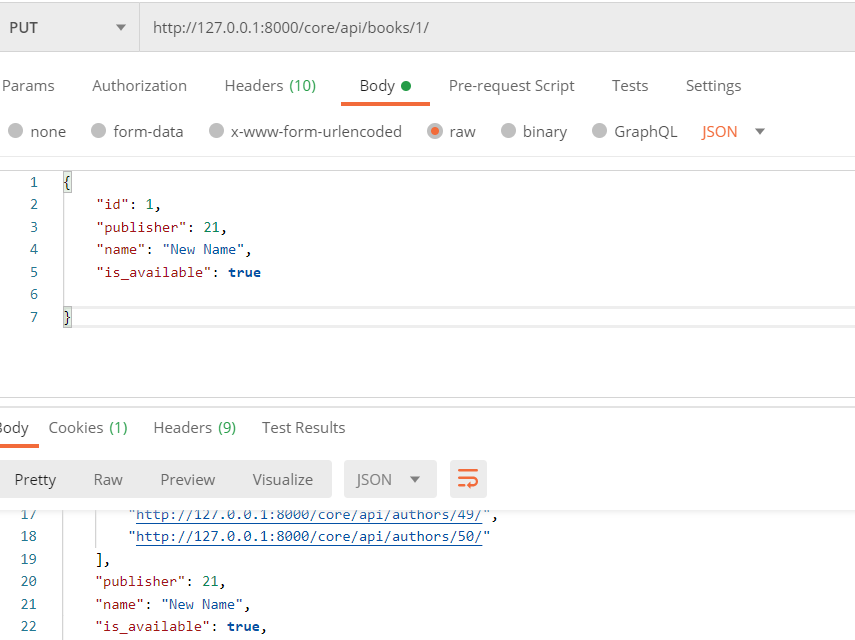 PUT http://127.0.0.1:8000/core/api/books/1/
Params Authorization Headers (10) Body Pre-request Script Tests Settings
none form-data x-www-form-urlencoded raw binary GraphQL JSON
1 {
2 "id": 1,
3 "publisher": 21,
4 "name": "New Name",
5 "is_available": true
6
7 }
Body Cookies (1) Headers (9) Test Results
Pretty Raw Preview Visualize JSON
17 "http://127.0.0.1:8000/core/api/authors/49/",
18 "http://127.0.0.1:8000/core/api/authors/50/"
19 ],
20 "publisher": 21,
21 "name": "New Name",
22 "is_available": true,